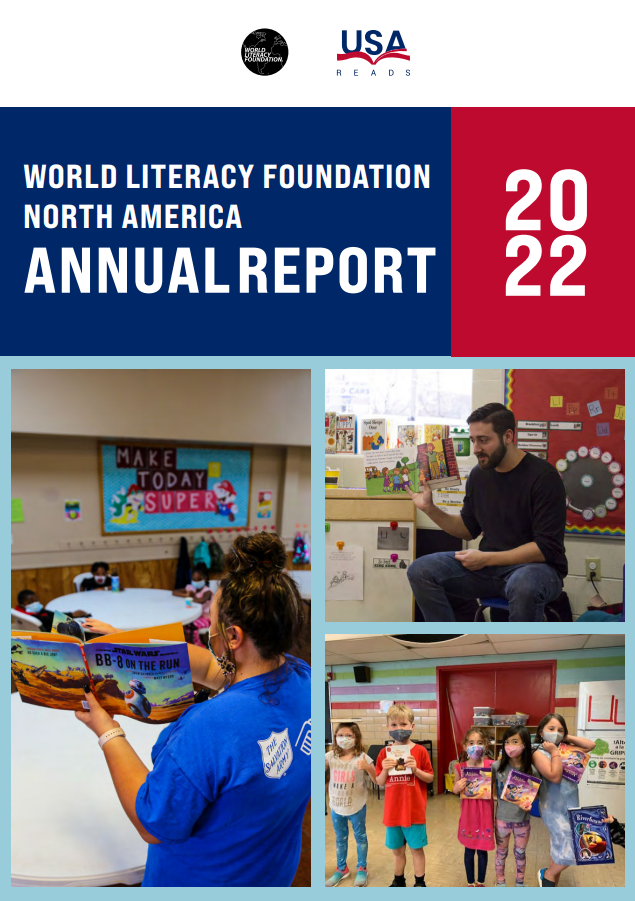 WORLD
LITERACY
FOUNDATION.
USA
READS
WORLD LITERACY FOUNDATION
NORTH AMERICA
ANNUAL REPORT
20
22
MAKE
TODAY
SUPER
STAR WARS
BB-8 ON THE RUN
THE
SALVATION
ARMY
Annie